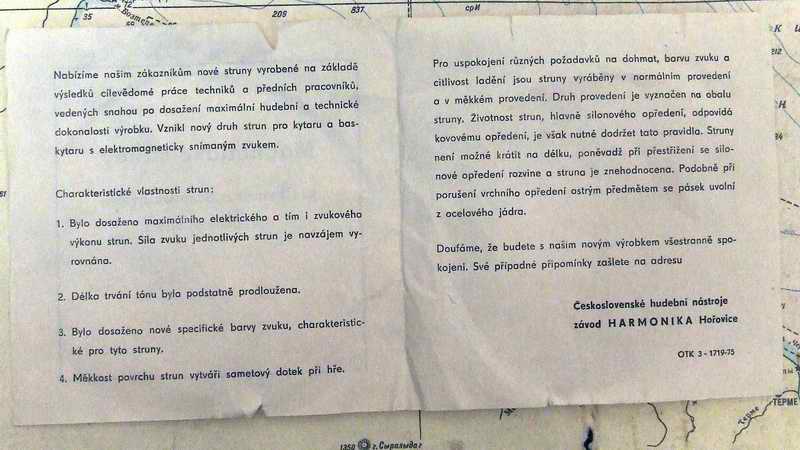 35
209
837
срИ
Nabízíme našim zákazníkům nové struny vyrobené na základě
výsledků cílevědomé práce techniků a předních pracovníků,
vedených snahou po dosažení maximální hudební a technické
dokonalosti výrobku. Vznikl nový druh strun pro kytaru a bas-
kytaru s elektromagneticky snímaným zvukem.
Charakteristické vlastnosti strun:
1. Bylo dosaženo maximálního elektrického a tím i zvukového
výkonu strun. Síla zvuku jednotlivých strun je navzájem vy-
rovnána.
2. Délka trvání tónu byla podstatně prodloužena.
3. Bylo dosaženo nové specifické barvy zvuku, charakteristic-
ké pro tyto struny.
4. Měkkost povrchu strun vytváří sametový dotek při hře.
Pro uspokojení různých požadavků na dohmat, barvu zvuku a
citlivost ladění jsou struny vyráběny v normálním provedení
a v měkkém provedení. Druh provedení je vyznačen na obalu
struny. Životnost strun, hlavně silonového opředení, odpovídá
kovovému opředení, je však nutné dodržet tato pravidla. Struny
není možné krátit na délku, poněvadž při přestřižení se silo-
nové opředení rozvine a struna je znehodnocena. Podobně při
porušení vrchního opředení ostrým předmětem se pásek uvolní
z ocelového jádra.
Doufáme, že budete s naším novým výrobkem všestranně spo-
kojeni. Své případné připomínky zašlete na adresu
Československé hudební nástroje
závod HARMONIKA Hořovice
OTK 3 - 1719-75
ТЕРМЕ
Терме
1350 г. Сыралыдаг